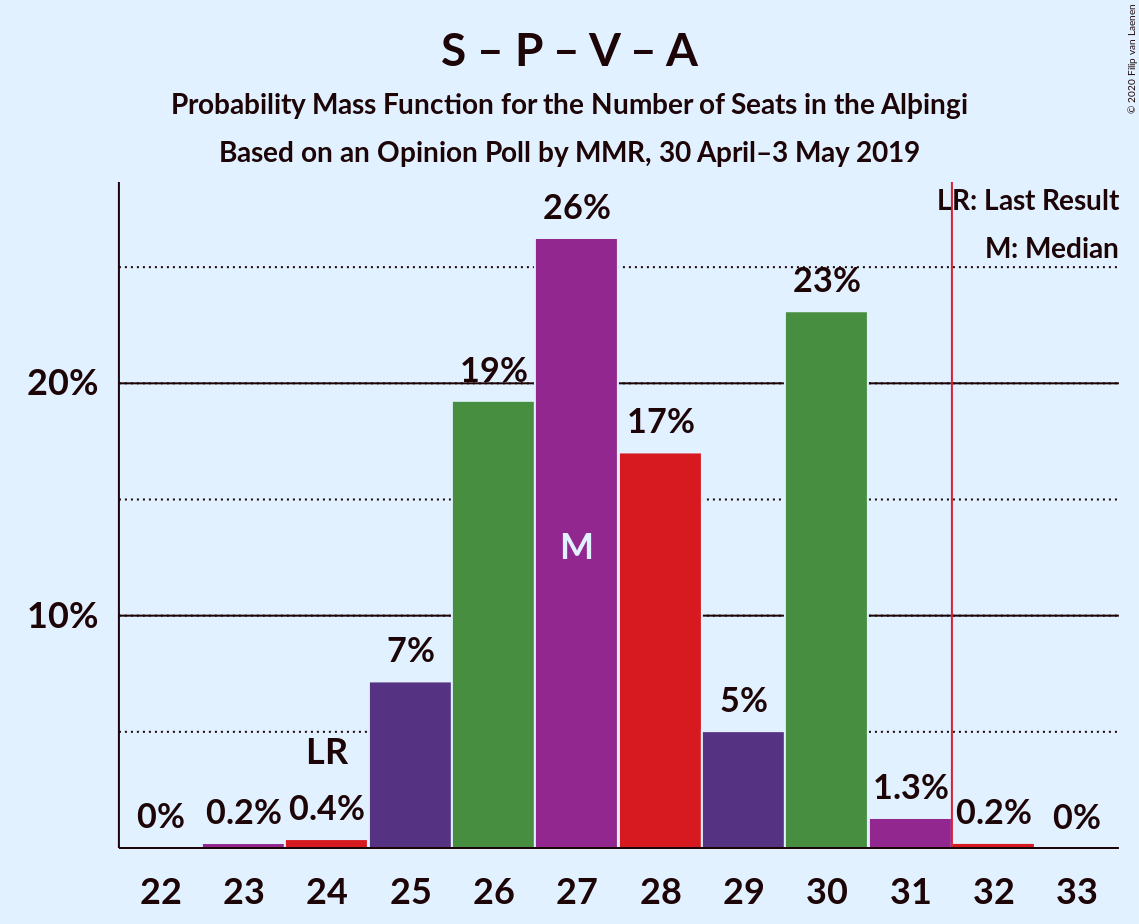 S – P – V – A
Probability Mass Function for the Number of Seats in the Alþingi
Based on an Opinion Poll by MMR, 30 April–3 May 2019
© 2020 Filip van Laenen
LR: Last Result
M: Median
26%
23%
19%
20%
17%
M
10%
7%
5%
LR
0% 0.2% 0.4% 1.3% 0.2% 0%
22 23 24 25 26 27 28 29 30 31 32 33